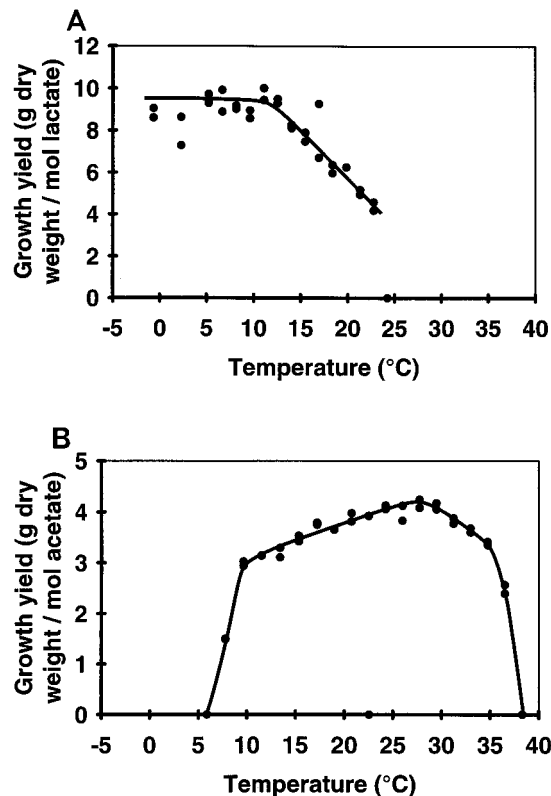 A
Growth yield (g dry
weight / mol lactate)
12
10
8
6
4
2
0
-5 0 5 10 15 20 25 30 35 40
Temperature (°C)
B
Growth yield (g dry
weight / mol acetate)
5
4
3
2
1
0
-5 0 5 10 15 20 25 30 35 40
Temperature (°C)